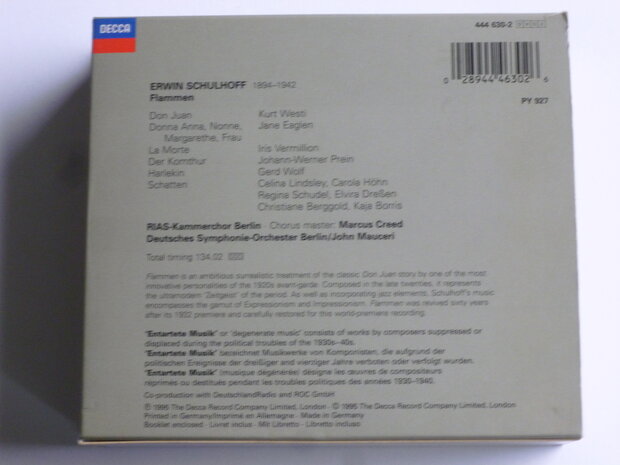 DECCA
444 630-2
0 28944 46302 6
PY 927
ERWIN SCHULHOFF 1894–1942
Flammen
Don Juan Kurt Westi
Donna Anna, Nonne, Jane Eaglen
Margarethe, Frau
La Morte Iris Vermillion
Der Komthur Johann-Werner Prein
Harlekin Gerd Wolf
Schatten Celina Lindsley, Carola Höhn
Regina Schudel, Elvira Dreßen
Christiane Berggold, Kaja Borris
RIAS-Kammerchor Berlin · Chorus master: Marcus Creed
Deutsches Symphonie-Orchester Berlin/John Mauceri
Total timing 134.02 DDD
Flammen is an ambitious surrealistic treatment of the classic Don Juan story by one of the most
innovative personalities of the 1920s avant-garde. Composed in the late twenties, it represents
the ultramodern 'Zeitgeist' of the period. As well as incorporating jazz elements, Schulhoff's music
encompasses the gamut of Expressionism and Impressionism. Flammen was revived sixty years
after its 1932 premiere and carefully restored for this world-premiere recording.
'Entartete Musik' or 'degenerate music' consists of works by composers suppressed or
displaced during the political troubles of the 1930s–40s.
'Entartete Musik' bezeichnet Musikwerke von Komponisten, die aufgrund der
politischen Ereignisse der dreißiger und vierziger Jahre verboten oder verfolgt wurden.
'Entartete Musik' (musique dégénérée) désigne les œuvres de compositeurs
réprimés ou destitués pendant les troubles politiques des années 1930–1940.
Co-production with DeutschlandRadio and ROC GmbH
℗ 1995 The Decca Record Company Limited, London · © 1995 The Decca Record Company Limited, London
Printed in Germany/Imprimé en Allemagne · Made in Germany
Booklet enclosed · Livret inclus · Mit Libretto · Libretto incluso